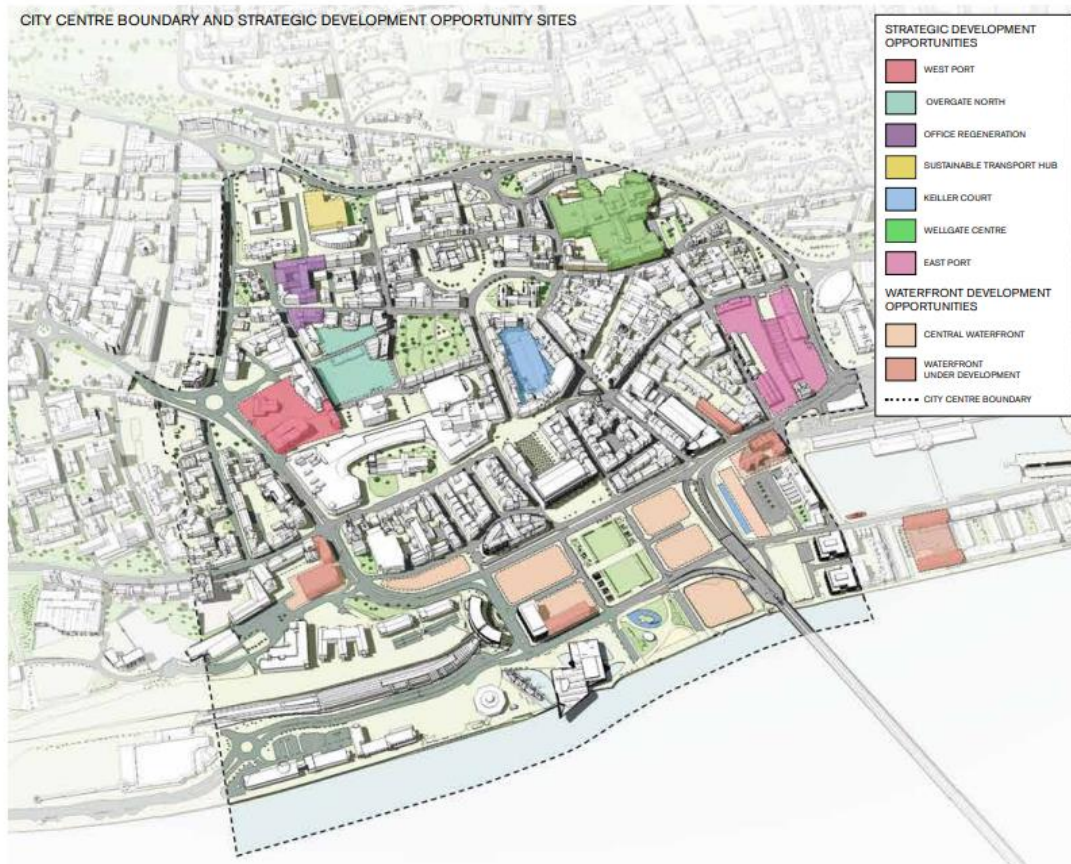 CITY CENTRE BOUNDARY AND STRATEGIC DEVELOPMENT OPPORTUNITY SITES
STRATEGIC DEVELOPMENT
OPPORTUNITIES
WEST PORT
OVERGATE NORTH
OFFICE REGENERATION
SUSTAINABLE TRANSPORT HUB
KEILLER COURT
WELLGATE CENTRE
EAST PORT
WATERFRONT DEVELOPMENT
OPPORTUNITIES
CENTRAL WATERFRONT
WATERFRONT
UNDER DEVELOPMENT
CITY CENTRE BOUNDARY